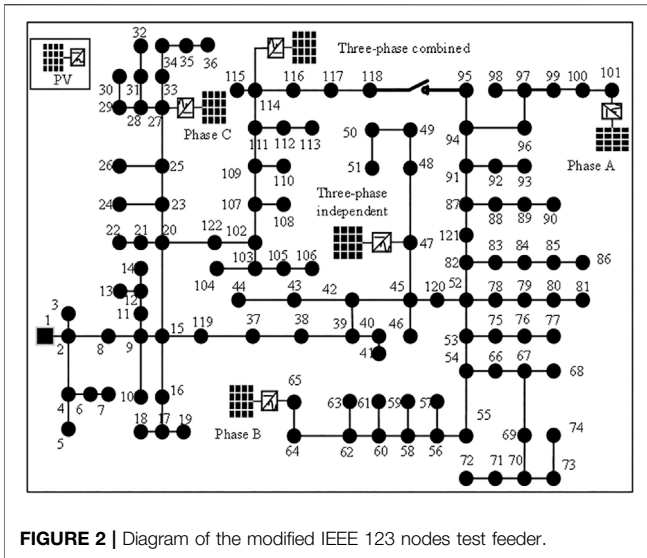 32
34 35 36
Three-phase combined
PV
30 31 33
115 116 117 118 95 98 97 99 100 101
29 28 27
114
Phase C
111 112 113
50 49
94 96
Phase A
26 25
109 110
51 48
91 92 93
Three-phase
independent
24 23
107 108
87 88 89 90
22 21 20 122 102
47
121
14
103 105 106
82 83 84 85 86
13 12
104
44 43 42 45 120 52 78 79 80 81
3
11
1
15 119 37 38 39 40 46
53 75 76 77
2 8 9
41
54 66 67 68
4 6 7 10 16
65 63 61 59 57
5
18 17 19
Phase B
55
69 74
64 62 60 58 56
72 71 70 73
FIGURE 2 | Diagram of the modified IEEE 123 nodes test feeder.